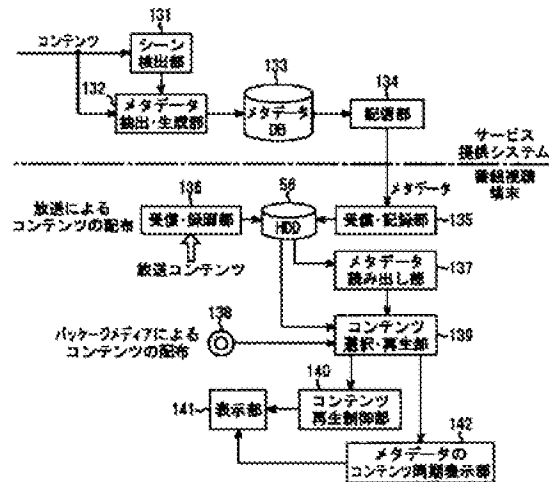 131
コンテンツ
シーン
検出部
132
メタデータ
抽出・生成部
133
メタデータ
DB
134
配信部
サービス
提供システム
番組視聴
端末
メタデータ
136
放送による
コンテンツの配布
受信・録画部
放送コンテンツ
56
HDD
受信・記録部
135
メタデータ
読み出し部
137
138
パッケージメディアによる
コンテンツの配布
コンテンツ
選択・再生部
139
140
コンテンツ
再生制御部
141
表示部
142
メタデータの
コンテンツ同期表示部